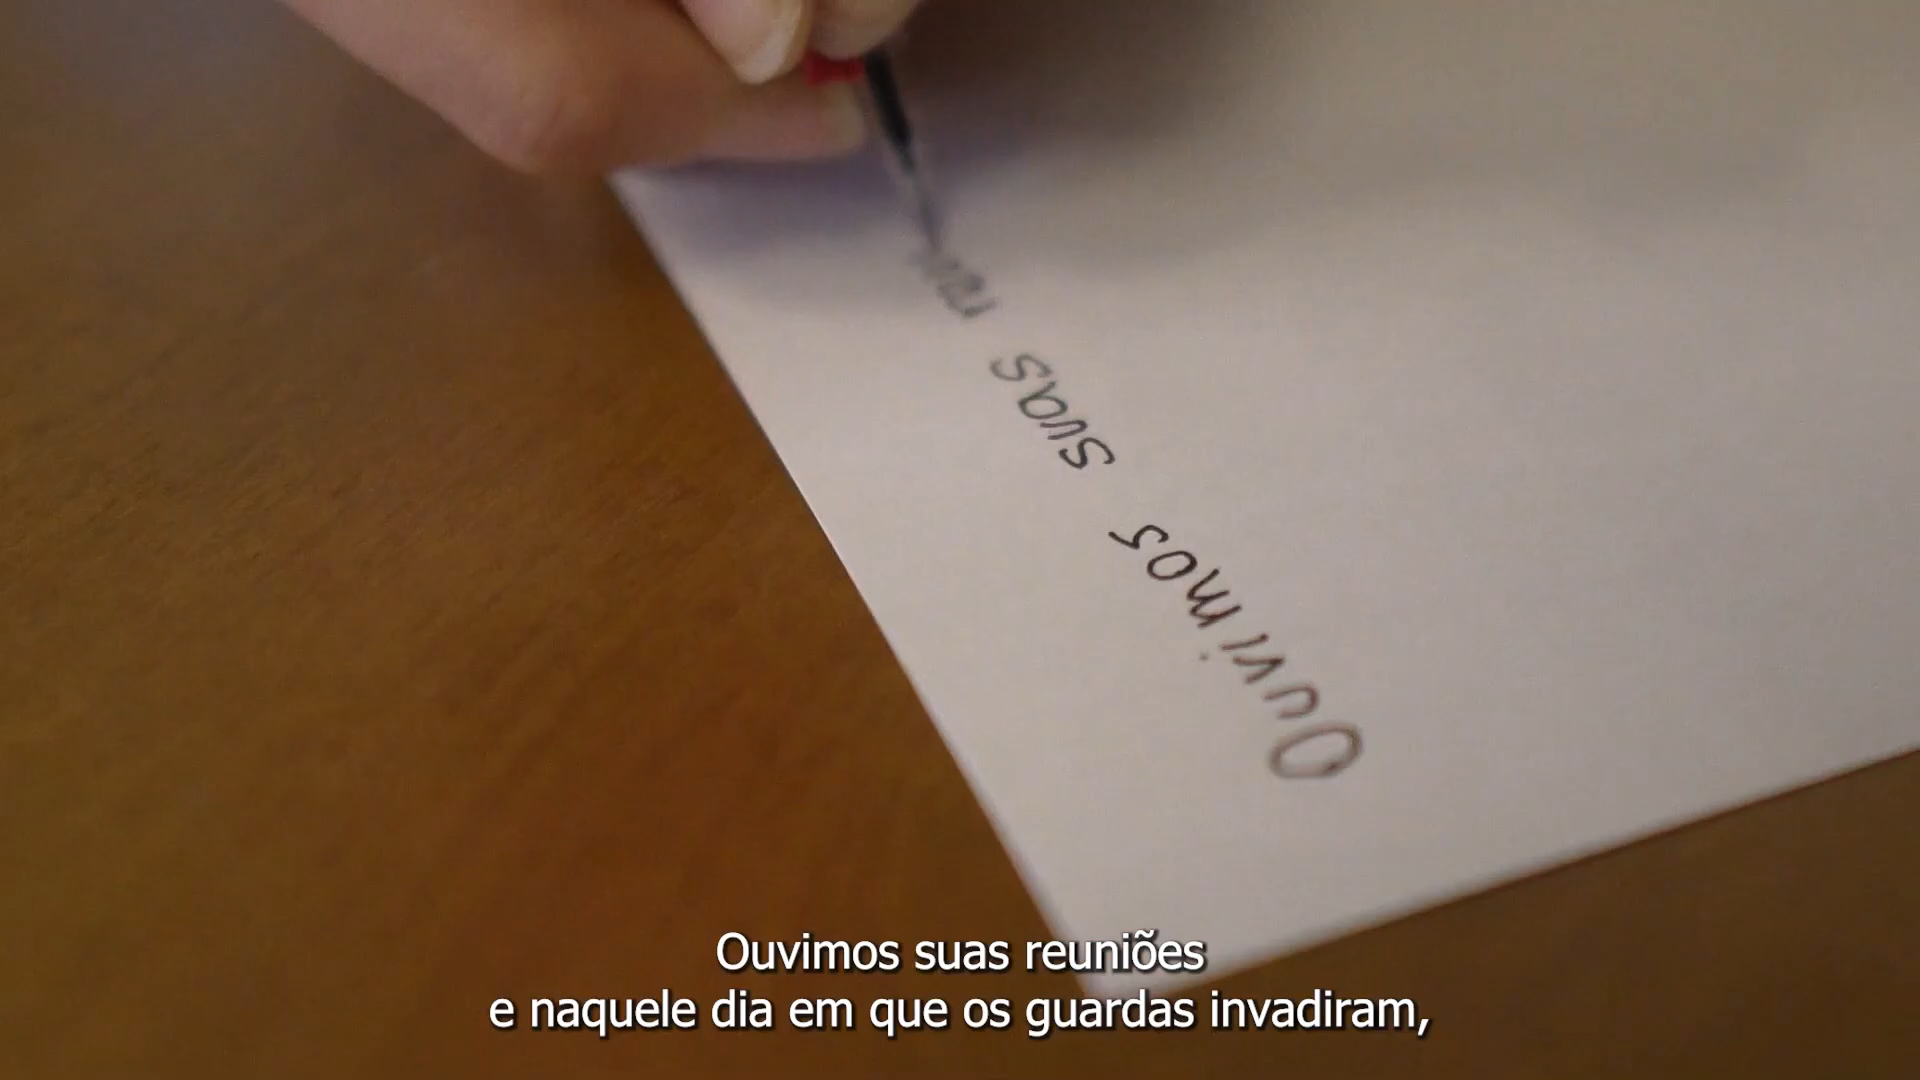 Ouvimos suas
Ouvimos suas reuniões
e naquele dia em que os guardas invadiram,